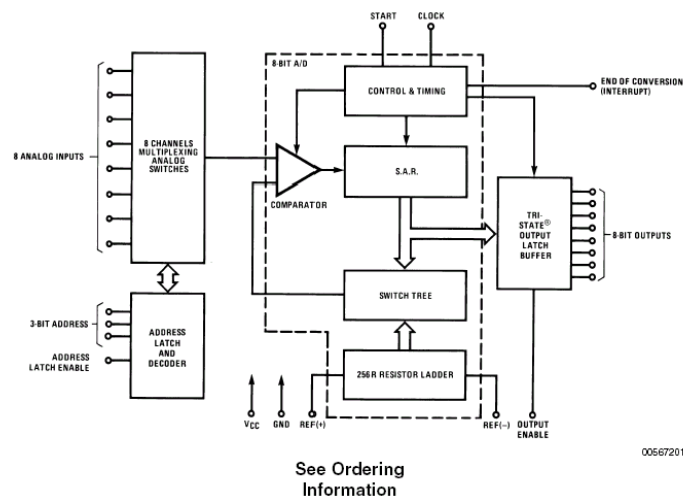 START
CLOCK
8-BIT A/D
CONTROL & TIMING
END OF CONVERSION
(INTERRUPT)
8 ANALOG INPUTS
8 CHANNELS
MULTIPLEXING
ANALOG
SWITCHES
S.A.R.
COMPARATOR
TRI-
STATE®
OUTPUT
LATCH
BUFFER
8-BIT OUTPUTS
SWITCH TREE
3-BIT ADDRESS
ADDRESS
LATCH ENABLE
ADDRESS
LATCH
AND
DECODER
256R RESISTOR LADDER
VCC
GND
REF(+)
REF(−)
OUTPUT
ENABLE
00567201
See Ordering
Information